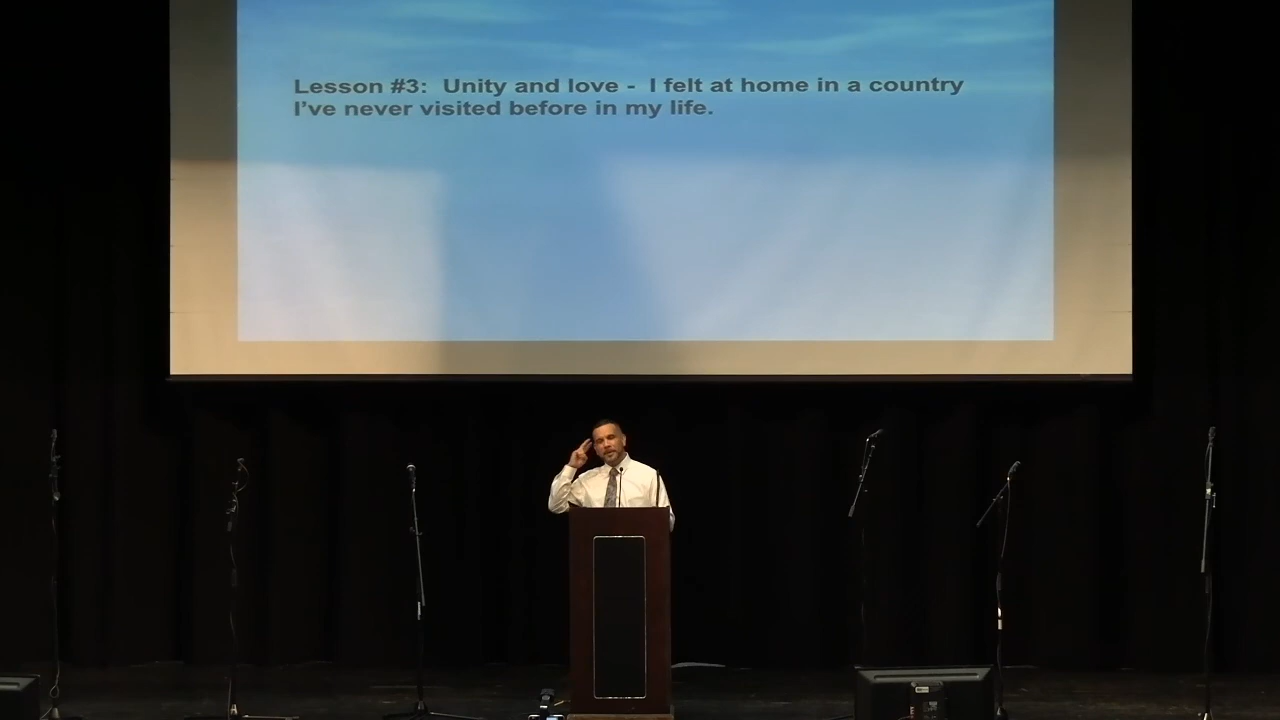 Lesson #3:  Unity and love -  I felt at home in a country
I've never visited before in my life.